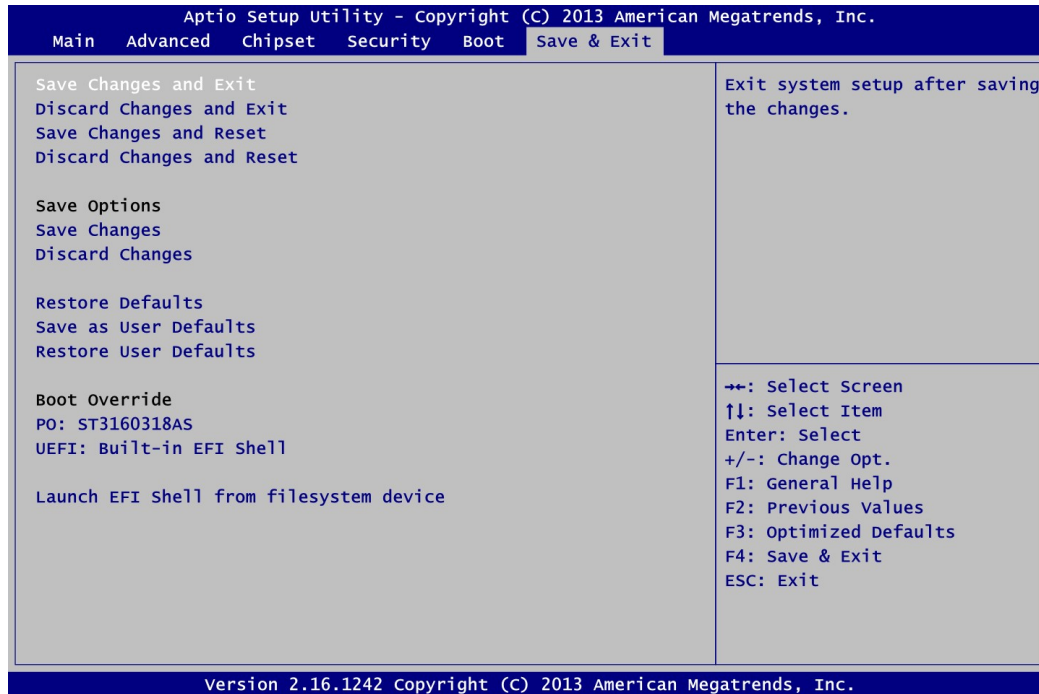 Aptio Setup Utility - Copyright (C) 2013 American Megatrends, Inc.
Main Advanced Chipset Security Boot Save & Exit
Save Changes and Exit
Discard Changes and Exit
Save Changes and Reset
Discard Changes and Reset
Save Options
Save Changes
Discard Changes
Restore Defaults
Save as User Defaults
Restore User Defaults
Boot Override
PO: ST3160318AS
UEFI: Built-in EFI Shell
Launch EFI Shell from filesystem device
Exit system setup after saving
the changes.
→←: Select Screen
↑↓: Select Item
Enter: Select
+/-: Change Opt.
F1: General Help
F2: Previous Values
F3: Optimized Defaults
F4: Save & Exit
ESC: Exit
Version 2.16.1242 Copyright (C) 2013 American Megatrends, Inc.